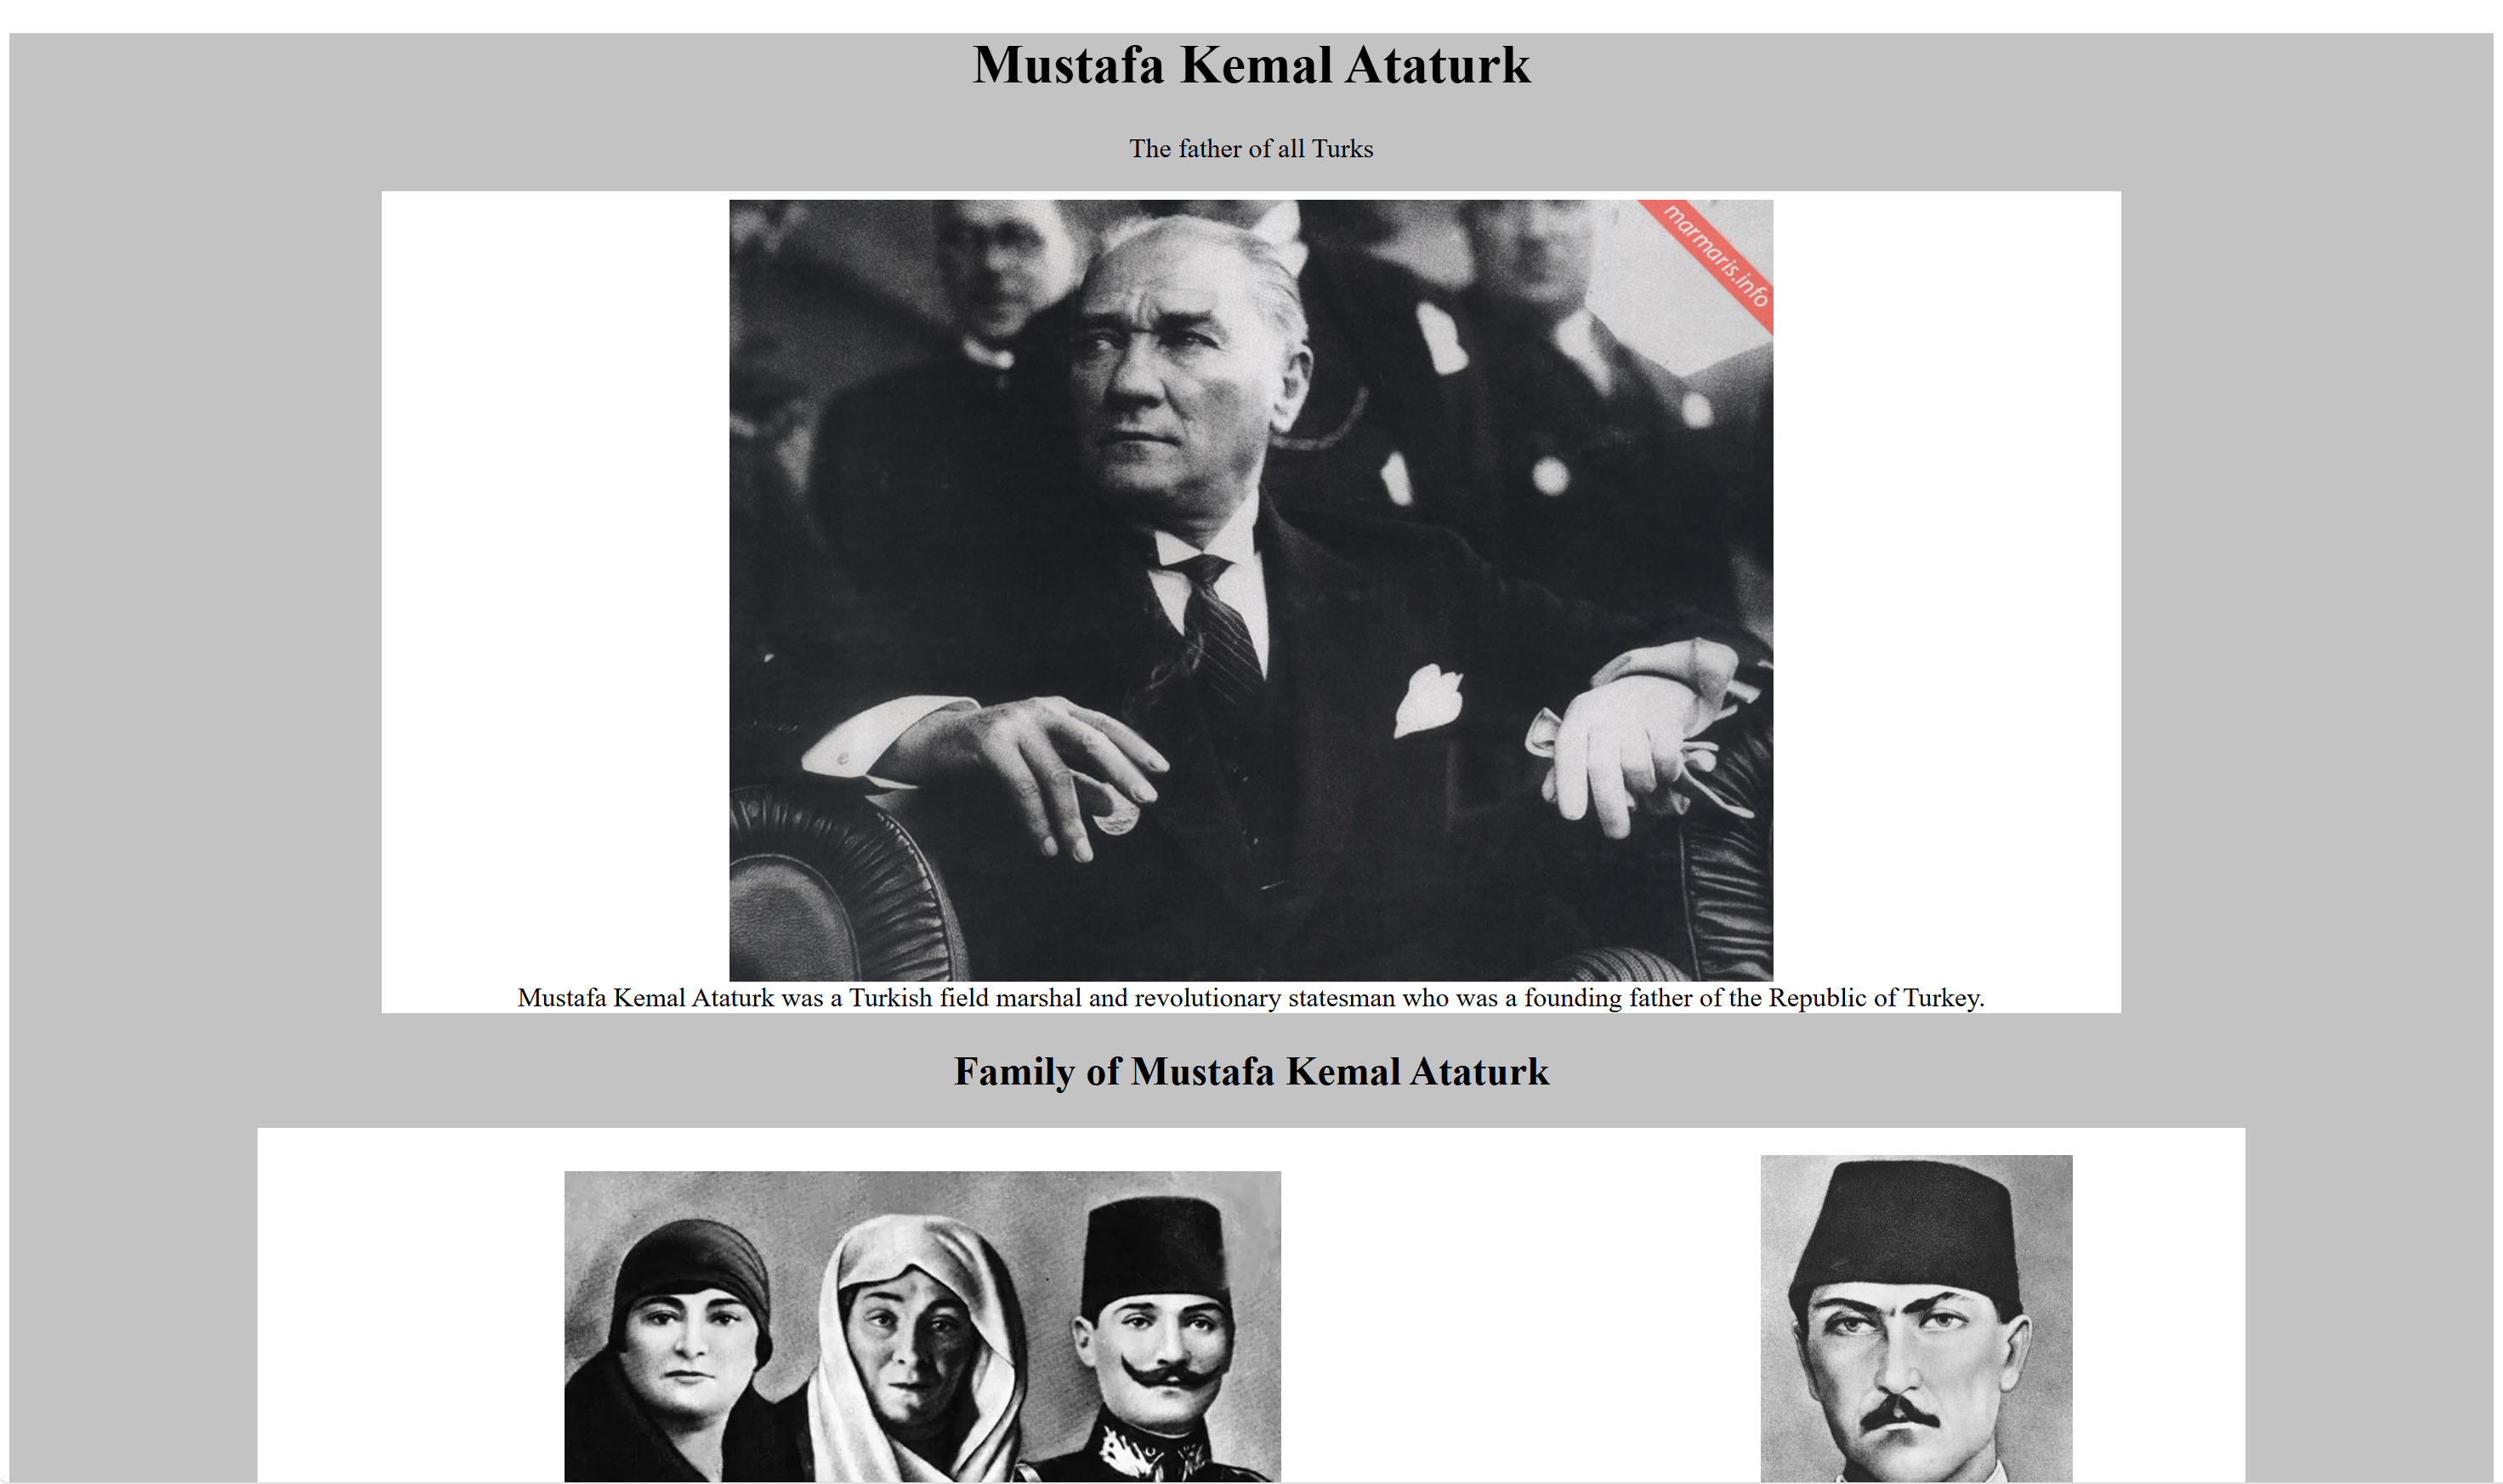 Mustafa Kemal Ataturk
The father of all Turks
marmaris.info
Mustafa Kemal Ataturk was a Turkish field marshal and revolutionary statesman who was a founding father of the Republic of Turkey.
Family of Mustafa Kemal Ataturk